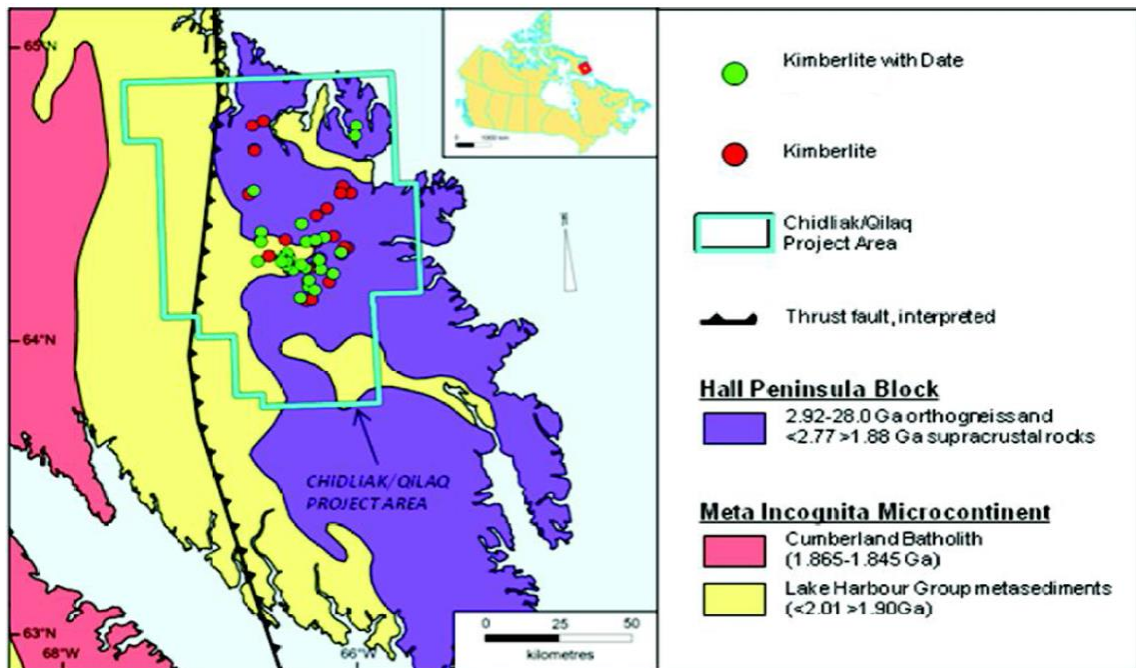 65°N
64°N
63°N
68°W
66°W
CHIDLIAK/QILAQ
PROJECT AREA
0 1000 km
0 25 50
kilometres
Kimberlite with Date
Kimberlite
Chidliak/Qilaq
Project Area
Thrust fault, interpreted
Hall Peninsula Block
2.92-28.0 Ga orthogneiss and
<2.77 >1.88 Ga supracrustal rocks
Meta Incognita Microcontinent
Cumberland Batholith
(1.865-1.845 Ga)
Lake Harbour Group metasediments
(<2.01 >1.90Ga)